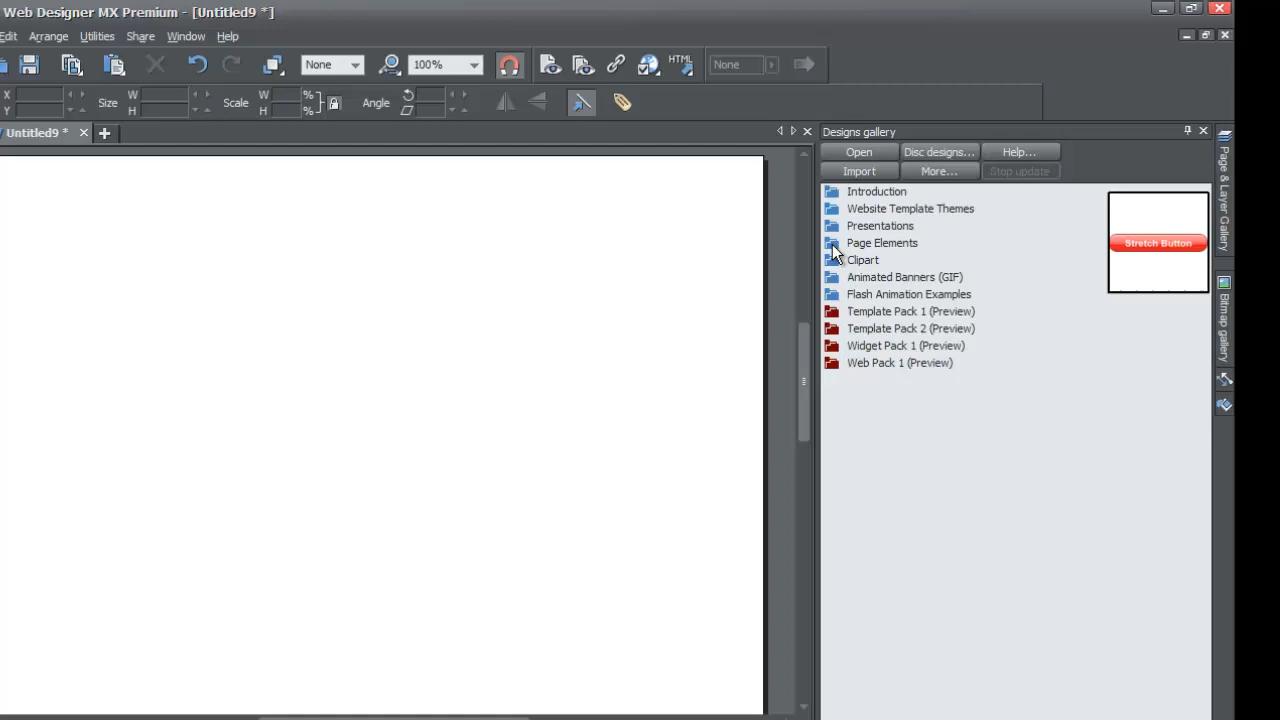 Web Designer MX Premium - [Untitled9 *]
Edit Arrange Utilities Share Window Help
None 100% HTML None
X W % W
Size Scale Angle
Y H % H
Untitled9 *
Designs gallery
Open Disc designs... Help...
Import More... Stop update
Introduction
Website Template Themes
Presentations
Page Elements
Clipart
Animated Banners (GIF)
Flash Animation Examples
Template Pack 1 (Preview)
Template Pack 2 (Preview)
Widget Pack 1 (Preview)
Web Pack 1 (Preview)
Stretch Button
Page & Layer Gallery
Bitmap gallery